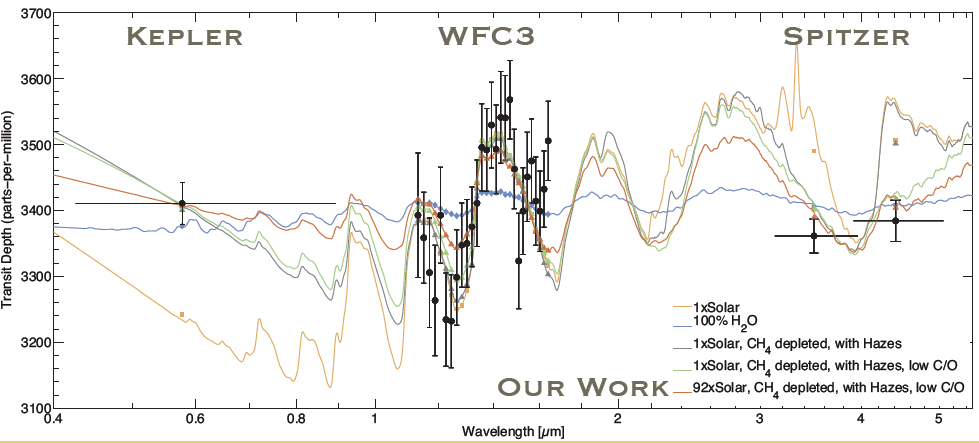 3700
3600
3500
3400
3300
3200
3100
Transit Depth (parts-per-million)
KEPLER
WFC3
SPITZER
1xSolar
100% H₂O
1xSolar, CH₄ depleted, with Hazes
1xSolar, CH₄ depleted, with Hazes, low C/O
92xSolar, CH₄ depleted, with Hazes, low C/O
OUR WORK
0.4 0.6 0.8 1 2 3 4 5
Wavelength [μm]